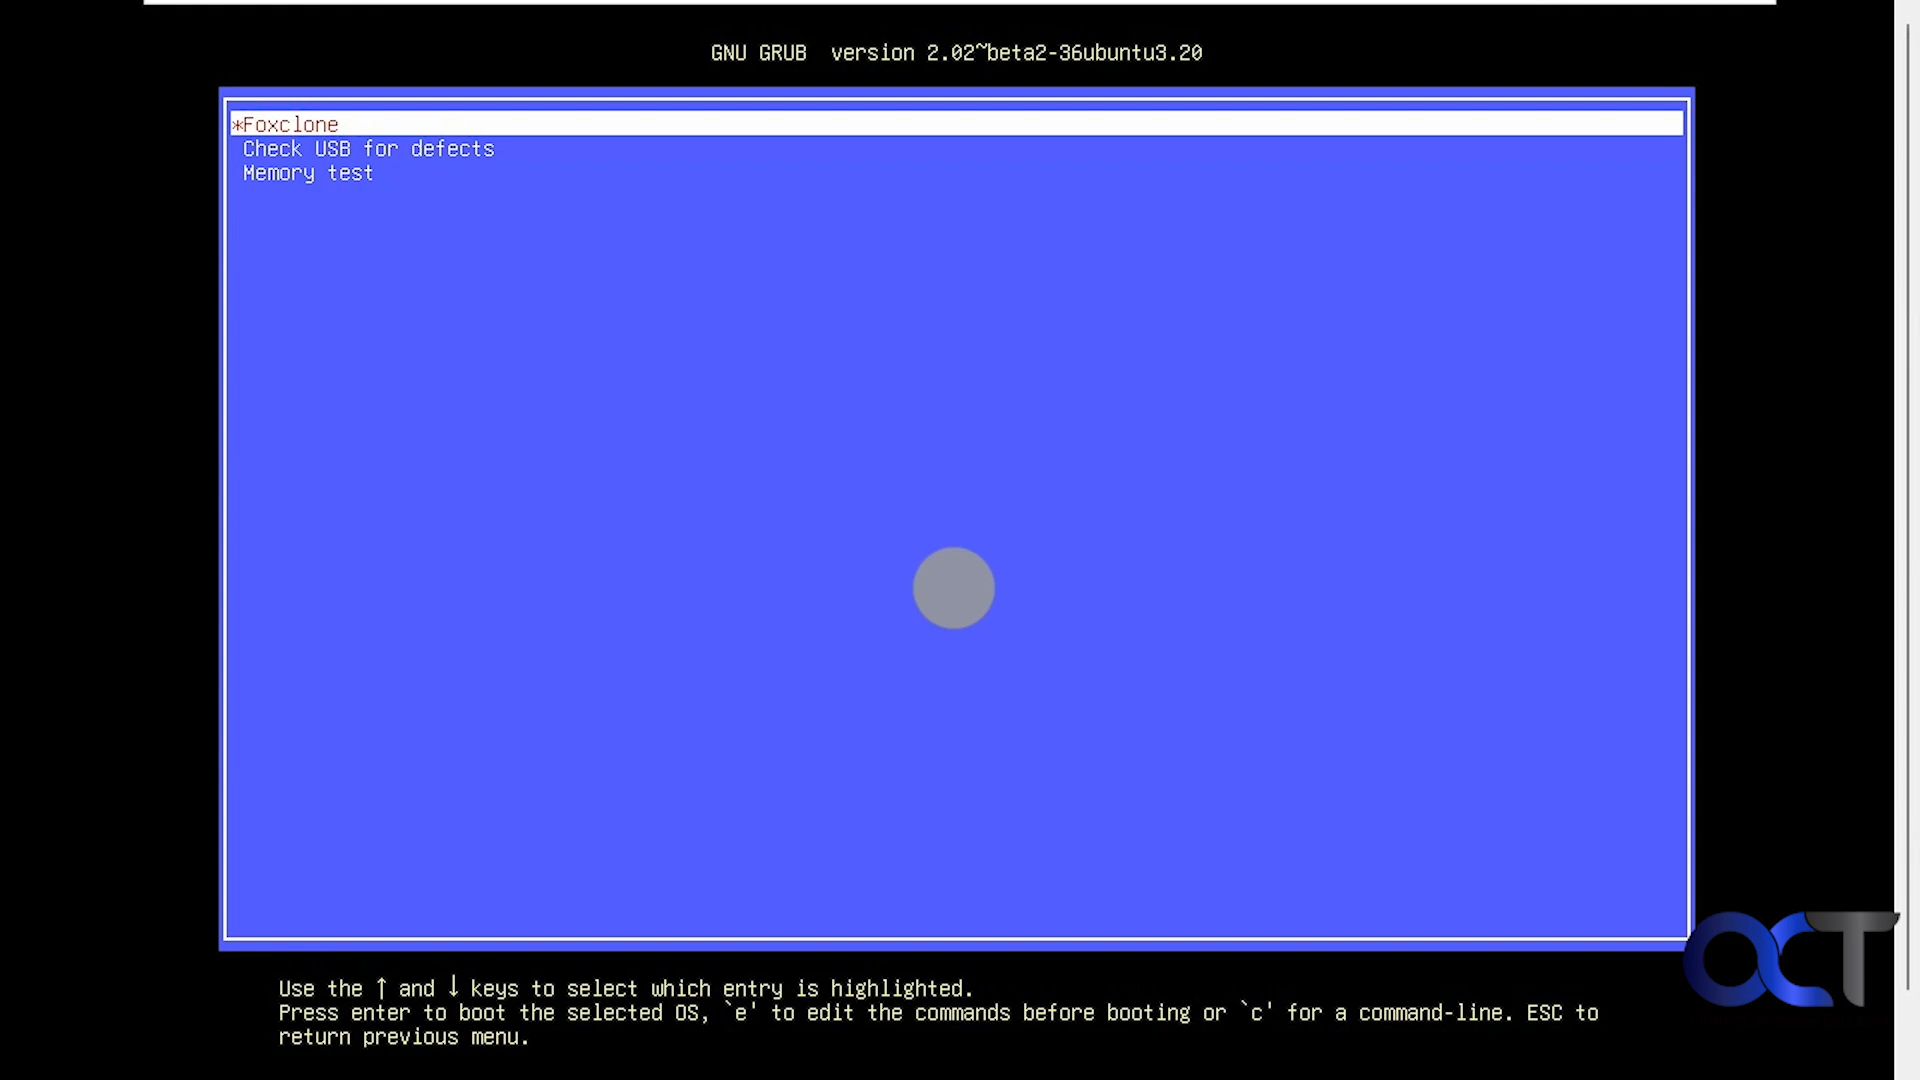 GNU GRUB  version 2.02~beta2-36ubuntu3.20
*Foxclone
Check USB for defects
Memory test
Use the ↑ and ↓ keys to select which entry is highlighted.
Press enter to boot the selected OS, `e' to edit the commands before booting or `c' for a command-line. ESC to
return previous menu.
OCT